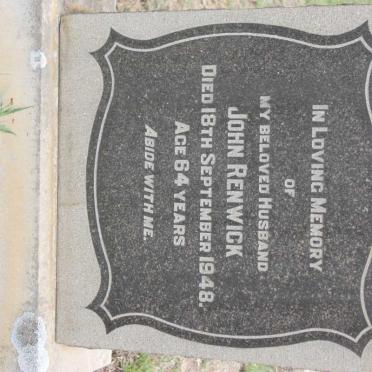 IN LOVING MEMORY
OF
MY BELOVED HUSBAND
JOHN RENWICK
DIED 18TH SEPTEMBER 1948.
AGE 64 YEARS
ABIDE WITH ME.